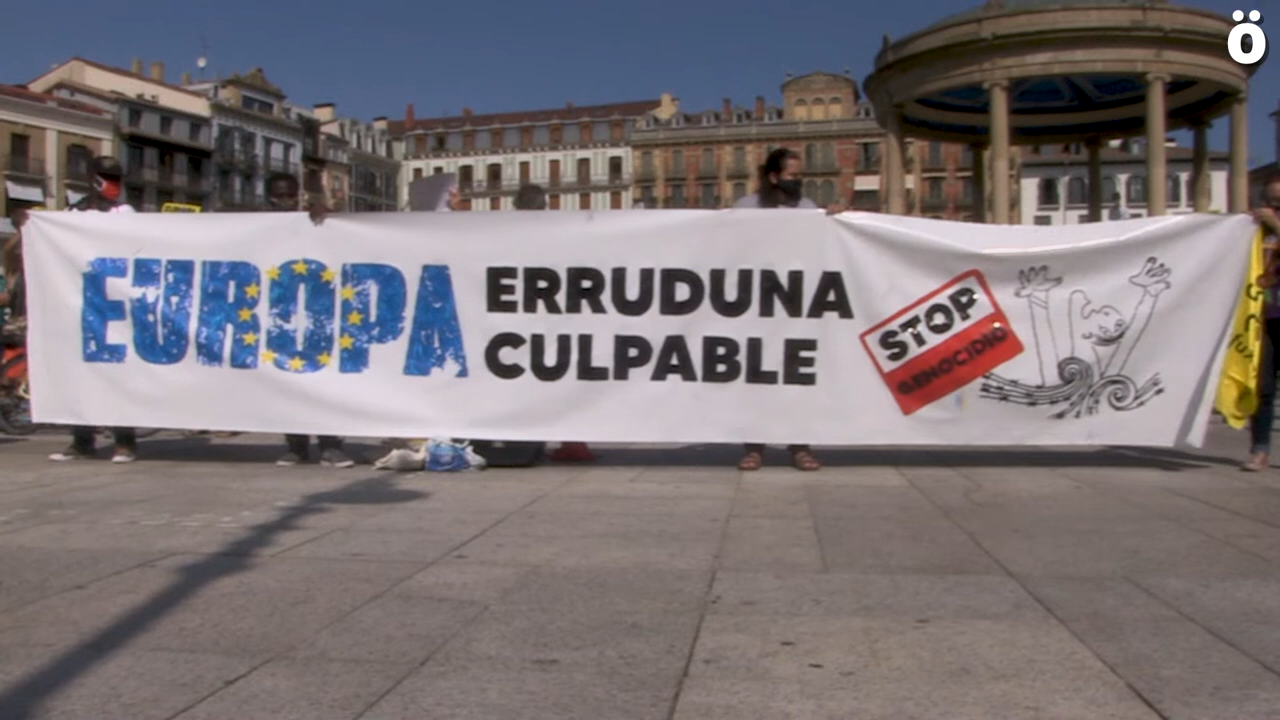 ö
EUROPA
ERRUDUNA
CULPABLE
STOP
GENOCIDIO